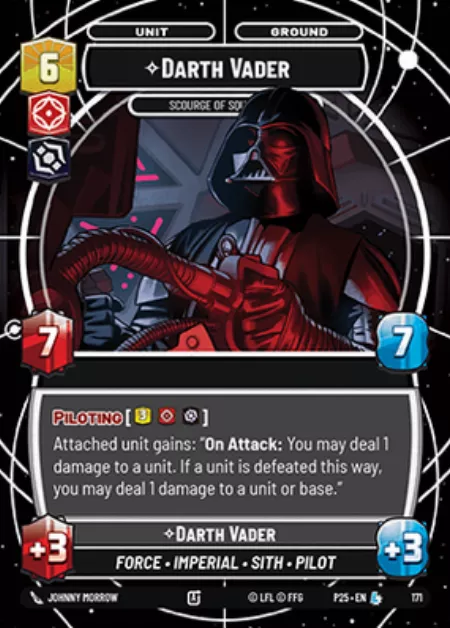 UNIT
GROUND
6
✧DARTH VADER
SCOURGE OF
7
7
PILOTING [3]
Attached unit gains: “On Attack: You may deal 1
damage to a unit. If a unit is defeated this way,
you may deal 1 damage to a unit or base.”
✧DARTH VADER
+3
+3
FORCE • IMPERIAL • SITH • PILOT
JOHNNY MORROW
© LFL © FFG
P25 • EN
171